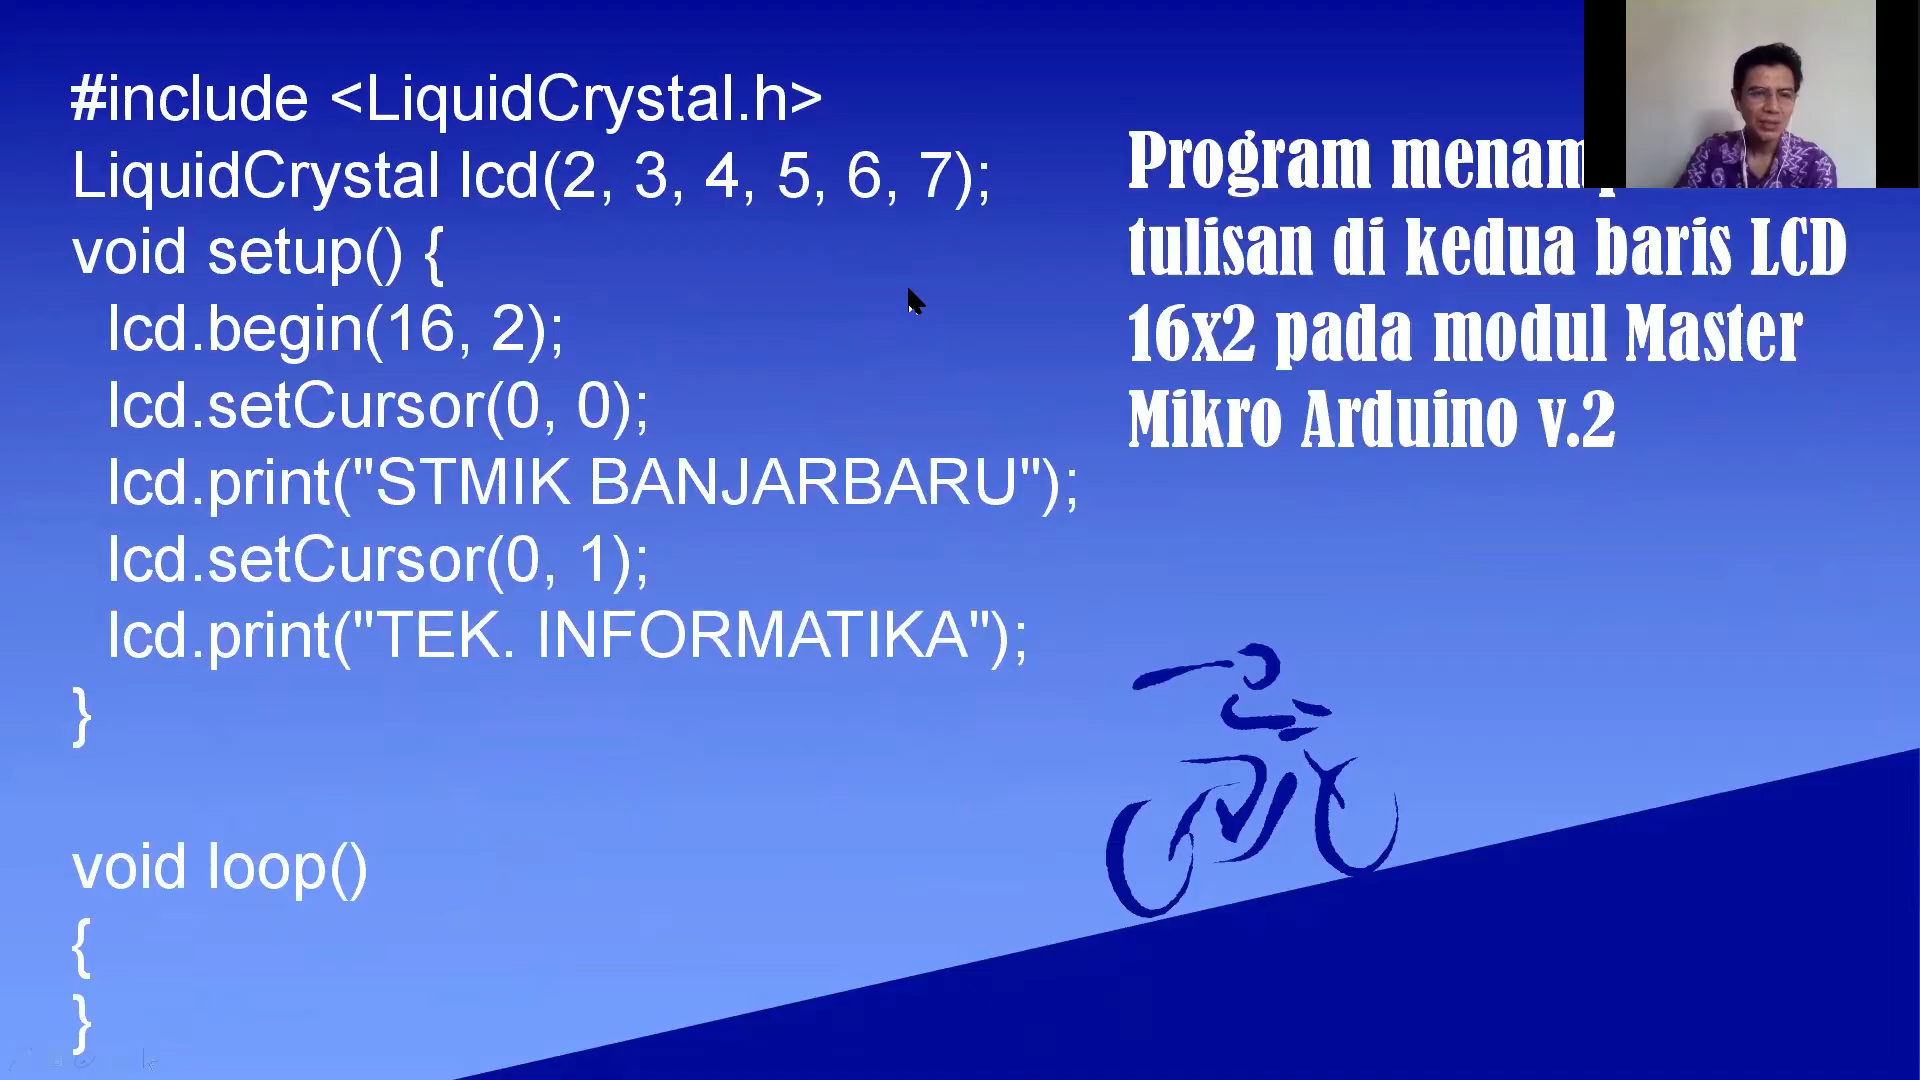 #include <LiquidCrystal.h>
LiquidCrystal lcd(2, 3, 4, 5, 6, 7);
void setup() {
lcd.begin(16, 2);
lcd.setCursor(0, 0);
lcd.print("STMIK BANJARBARU");
lcd.setCursor(0, 1);
lcd.print("TEK. INFORMATIKA");
}
void loop()
{
}
Program
tulisan di kedua baris LCD
16x2 pada modul Master
Mikro Arduino v.2